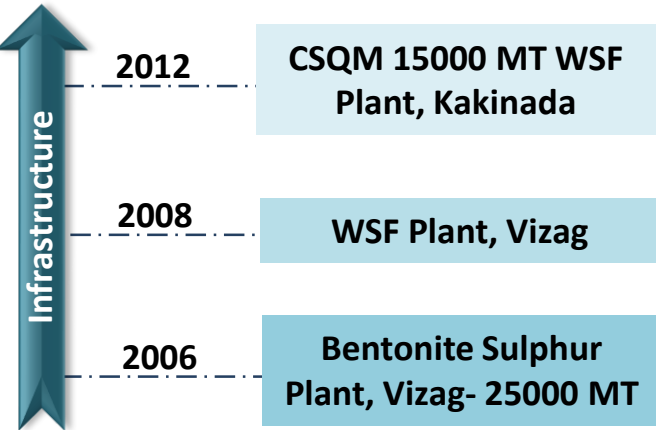 Infrastructure
2012
CSQM 15000 MT WSF
Plant, Kakinada
2008
WSF Plant, Vizag
2006
Bentonite Sulphur
Plant, Vizag- 25000 MT